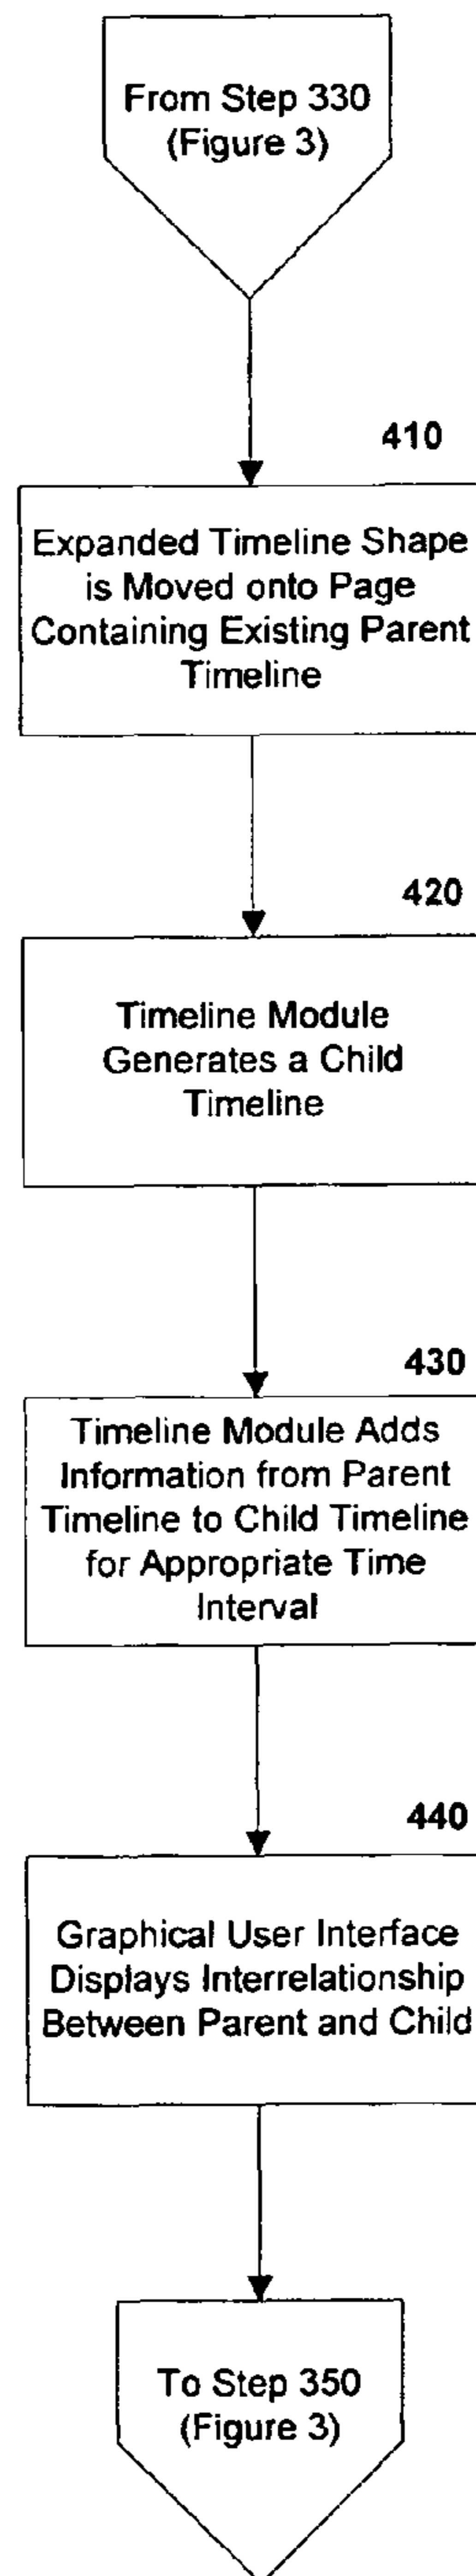 From Step 330
(Figure 3)
410
Expanded Timeline Shape
is Moved onto Page
Containing Existing Parent
Timeline
420
Timeline Module
Generates a Child
Timeline
430
Timeline Module Adds
Information from Parent
Timeline to Child Timeline
for Appropriate Time
Interval
440
Graphical User Interface
Displays Interrelationship
Between Parent and Child
To Step 350
(Figure 3)